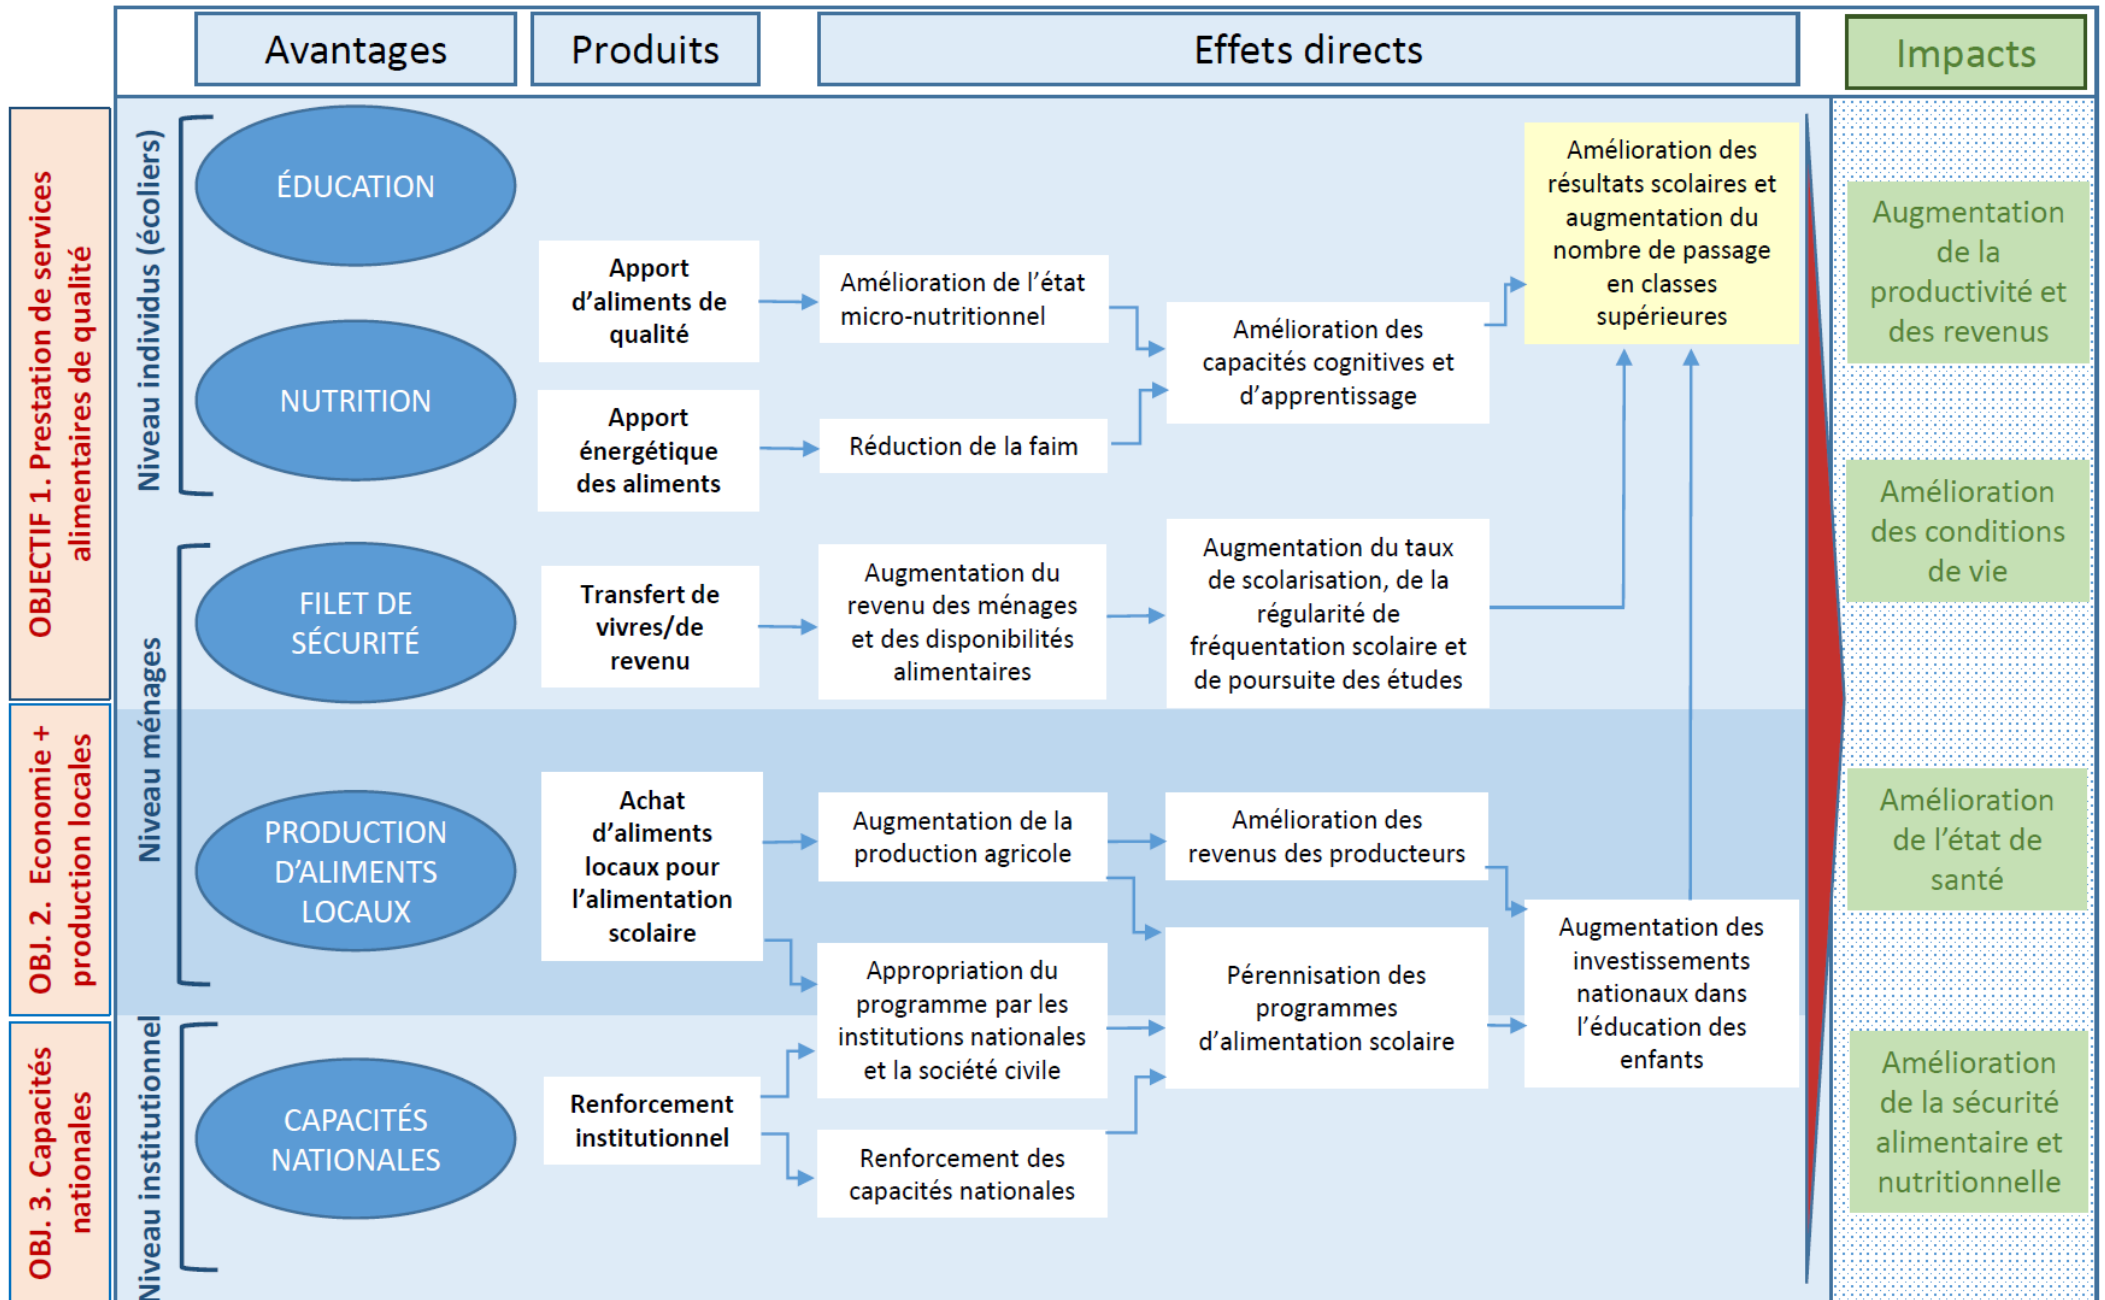 Avantages
Produits
Effets directs
Impacts
OBJECTIF 1. Prestation de services
alimentaires de qualité
Niveau individus (écoliers)
ÉDUCATION
NUTRITION
Apport
d’aliments de
qualité
Apport
énergétique
des aliments
Amélioration de l’état
micro-nutritionnel
Réduction de la faim
Amélioration des
capacités cognitives et
d’apprentissage
Amélioration des
résultats scolaires et
augmentation du
nombre de passage
en classes
supérieures
Niveau ménages
FILET DE
SÉCURITÉ
Transfert de
vivres/de
revenu
Augmentation du
revenu des ménages
et des disponibilités
alimentaires
Augmentation du taux
de scolarisation, de la
régularité de
fréquentation scolaire et
de poursuite des études
OBJ. 2. Economie +
production locales
PRODUCTION
D’ALIMENTS
LOCAUX
Achat
d’aliments
locaux pour
l’alimentation
scolaire
Augmentation de la
production agricole
Amélioration des
revenus des producteurs
Appropriation du
programme par les
institutions nationales
et la société civile
Pérennisation des
programmes
d’alimentation scolaire
Augmentation des
investissements
nationaux dans
l’éducation des
enfants
OBJ. 3. Capacités
nationales
Niveau institutionnel
CAPACITÉS
NATIONALES
Renforcement
institutionnel
Renforcement des
capacités nationales
Augmentation
de la
productivité et
des revenus
Amélioration
des conditions
de vie
Amélioration
de l’état de
santé
Amélioration
de la sécurité
alimentaire et
nutritionnelle